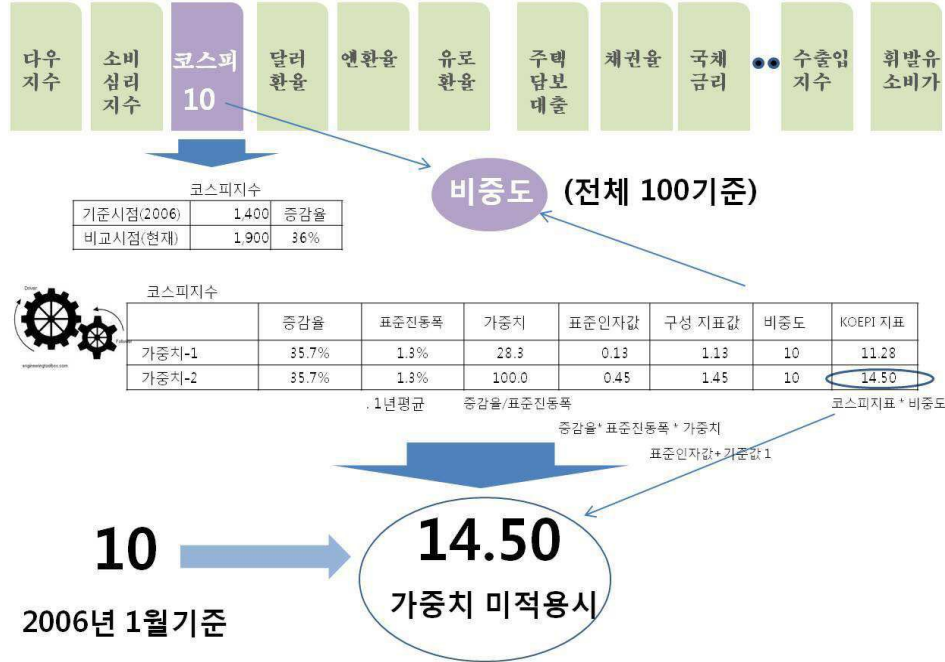 다우
지수
소비
심리
지수
코스피
10
달러
환율
엔환율
유로
환율
주택
담보
대출
채권율
국채
금리
수출입
지수
휘발유
소비가
비중도 (전체 100기준)
코스피지수
기준시점(2006) 1,400 증감율
비교시점(현재) 1,900 36%
Driver
Follower
engineeringtoolbox.com
코스피지수
증감율 표준진동폭 가중치 표준인자값 구성 지표값 비중도 KOEPI 지표
가중치-1 35.7% 1.3% 28.3 0.13 1.13 10 11.28
가중치-2 35.7% 1.3% 100.0 0.45 1.45 10 14.50
. 1년평균 증감율/표준진동폭 코스피지표 * 비중도
증감율* 표준진동폭 * 가중치
표준인자값+ 기준값 1
10
2006년 1월기준
14.50
가중치 미적용시